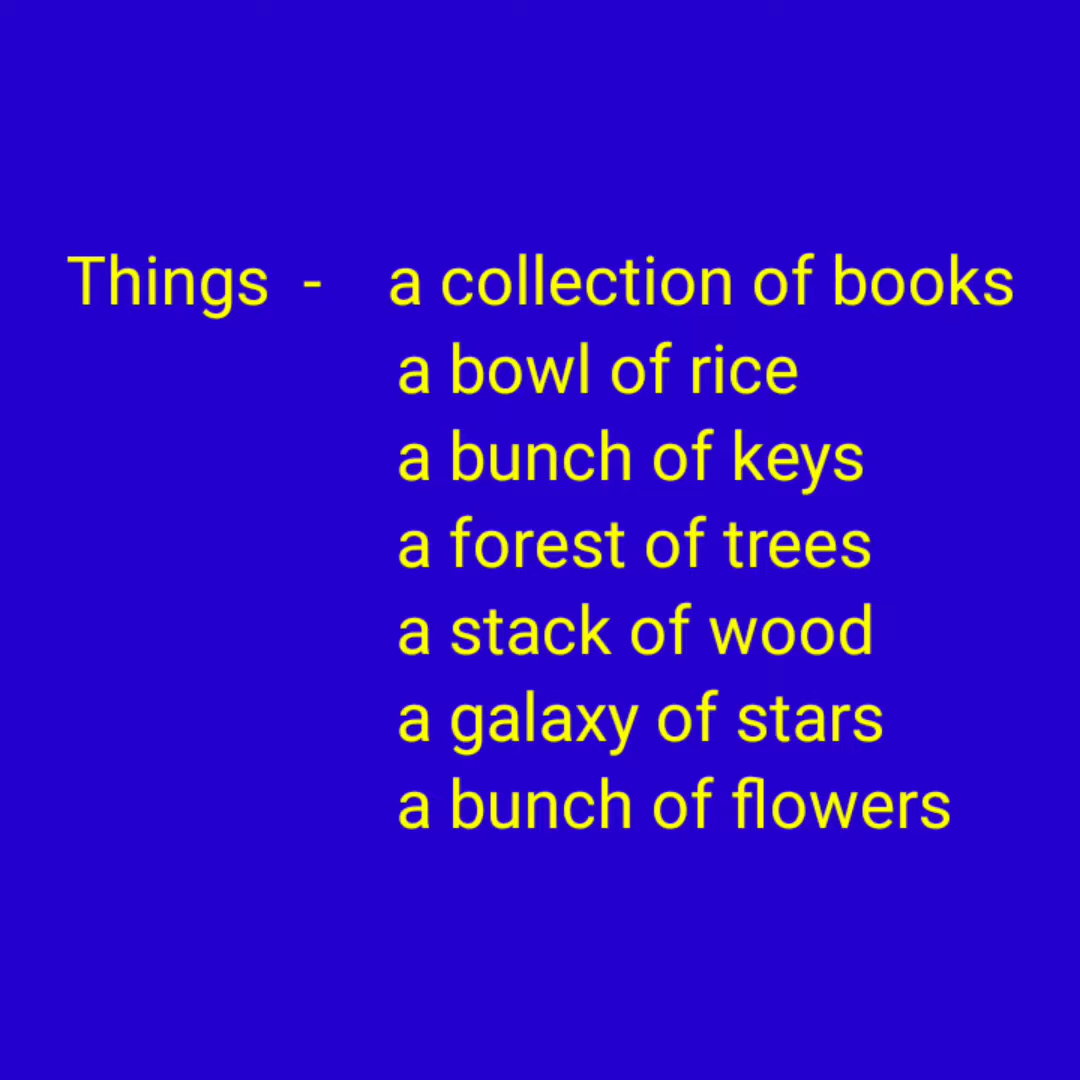 Things - a collection of books
a bowl of rice
a bunch of keys
a forest of trees
a stack of wood
a galaxy of stars
a bunch of flowers